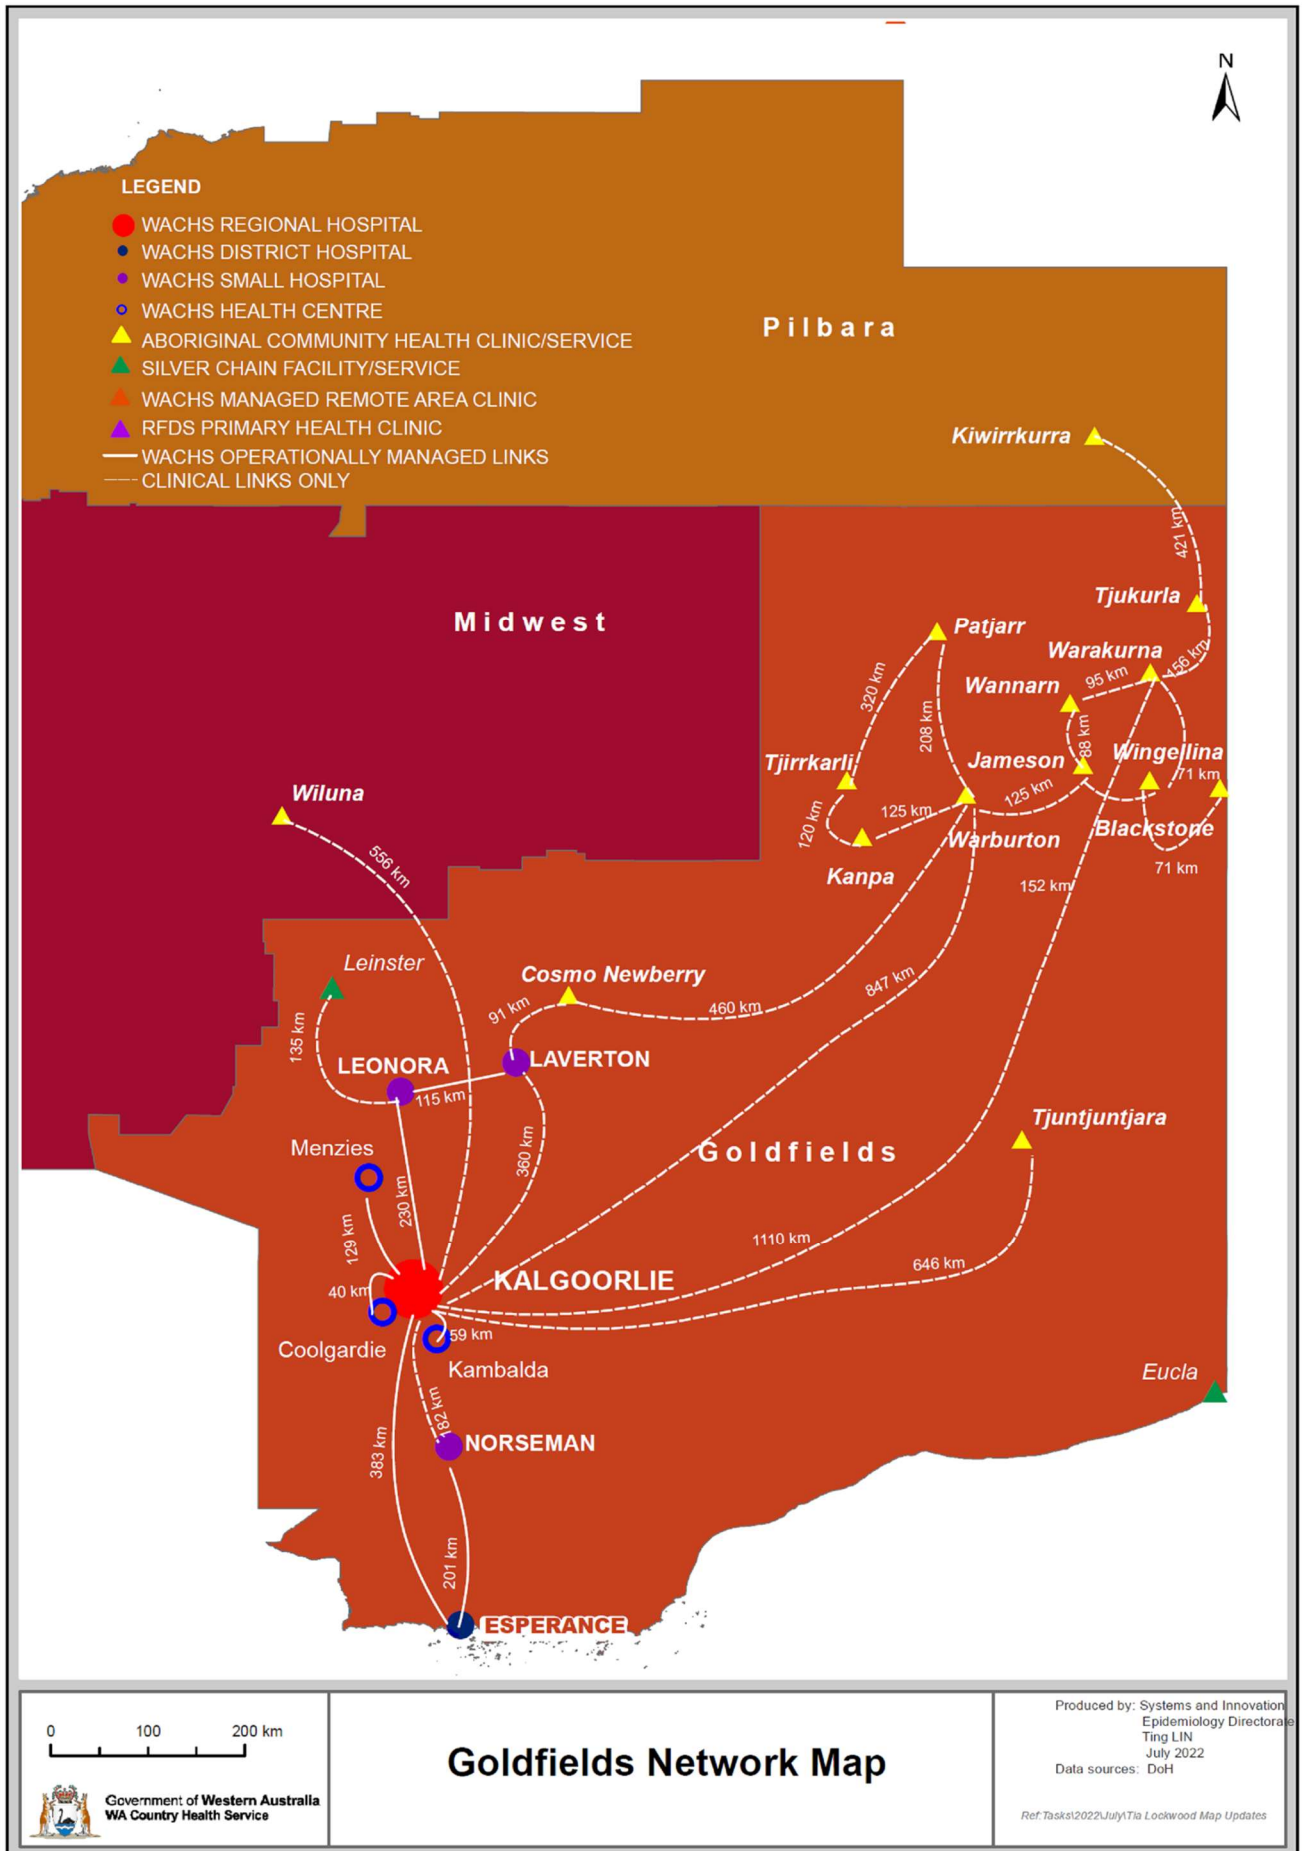 N
LEGEND
WACHS REGIONAL HOSPITAL
WACHS DISTRICT HOSPITAL
WACHS SMALL HOSPITAL
WACHS HEALTH CENTRE
ABORIGINAL COMMUNITY HEALTH CLINIC/SERVICE
SILVER CHAIN FACILITY/SERVICE
WACHS MANAGED REMOTE AREA CLINIC
RFDS PRIMARY HEALTH CLINIC
WACHS OPERATIONALLY MANAGED LINKS
CLINICAL LINKS ONLY
Pilbara
Kiwirrkurra
421 km
Tjukurla
Midwest
Patjarr
Warakurna
156 km
95 km
Wannarn
320 km
208 km
88 km
Jameson
Wingellina
Tjirrkarli
71 km
125 km
125 km
120 km
Wiluna
Blackstone
Warburton
Kanpa
71 km
152 km
556 km
Leinster
Cosmo Newberry
847 km
460 km
91 km
135 km
LEONORA
LAVERTON
115 km
Tjuntjuntjara
Menzies
360 km
Goldfields
230 km
129 km
1110 km
646 km
KALGOORLIE
40 km
59 km
Coolgardie
Kambalda
Eucla
182 km
383 km
NORSEMAN
201 km
ESPERANCE
0 100 200 km
Government of Western Australia
WA Country Health Service
Goldfields Network Map
Produced by: Systems and Innovation
Epidemiology Directorate
Ting LIN
July 2022
Data sources: DoH
Ref:Tasks\2022\July\Tia Lockwood Map Updates